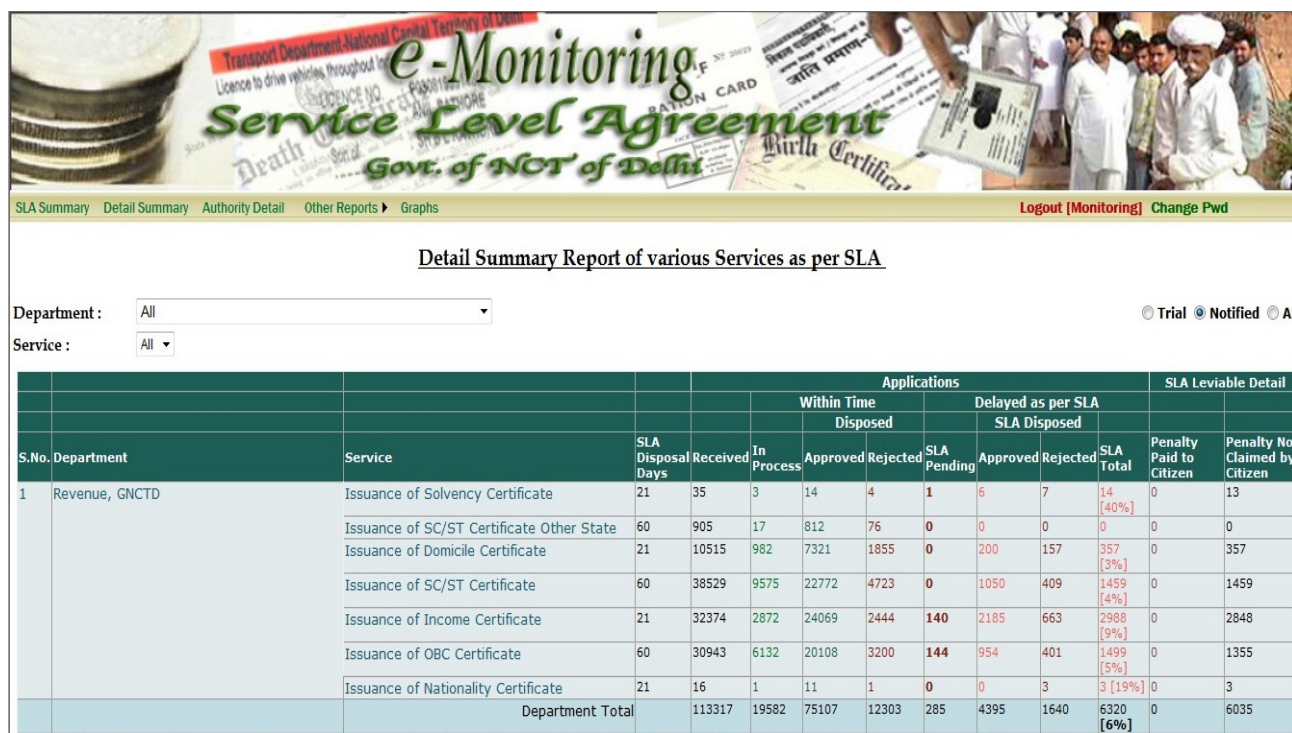 Transport Department-National Capital Territory of Delhi
Licence to drive vehicles throughout
e-Monitoring
LICENCE NO
RATION CARD
जाति प्रमाण-
Service Level Agreement
Death
Birth Certific
Govt. of NCT of Delhi
SLA Summary Detail Summary Authority Detail Other Reports Graphs Logout [Monitoring] Change Pwd
Detail Summary Report of various Services as per SLA
Department : All Trial Notified A
Service : All
Applications SLA Leviable Detail
Within Time Delayed as per SLA
Disposed SLA Disposed
S.No. Department Service SLA Disposal Days Received In Process Approved Rejected SLA Pending Approved Rejected SLA Total Penalty Paid to Citizen Penalty No Claimed by Citizen
1 Revenue, GNCTD Issuance of Solvency Certificate 21 35 3 14 4 1 6 7 14 [40%] 0 13
Issuance of SC/ST Certificate Other State 60 905 17 812 76 0 0 0 0 0 0
Issuance of Domicile Certificate 21 10515 982 7321 1855 0 200 157 357 [3%] 0 357
Issuance of SC/ST Certificate 60 38529 9575 22772 4723 0 1050 409 1459 [4%] 0 1459
Issuance of Income Certificate 21 32374 2872 24069 2444 140 2185 663 2988 [9%] 0 2848
Issuance of OBC Certificate 60 30943 6132 20108 3200 144 954 401 1499 [5%] 0 1355
Issuance of Nationality Certificate 21 16 1 11 1 0 0 3 3 [19%] 0 3
Department Total 113317 19582 75107 12303 285 4395 1640 6320 [6%] 0 6035